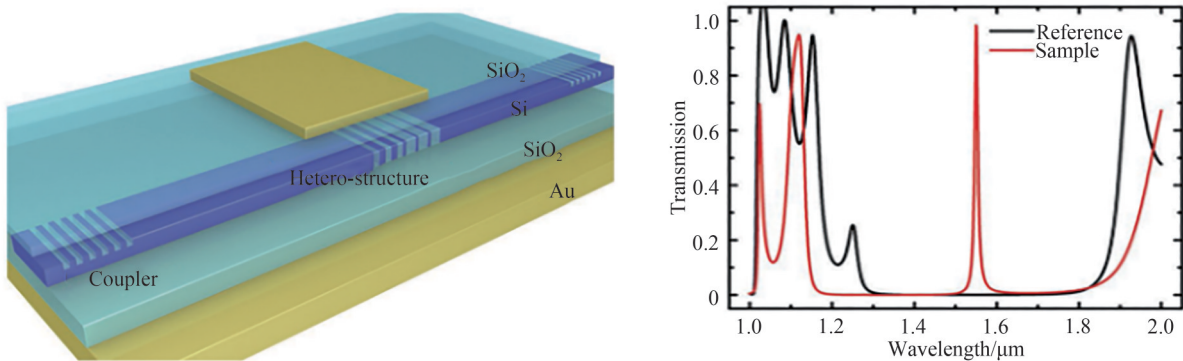 SiO₂
Si
SiO₂
Hetero-structure
Au
Coupler
Transmission
1.0
0.8
0.6
0.4
0.2
0
Reference
Sample
1.0 1.2 1.4 1.6 1.8 2.0
Wavelength/μm